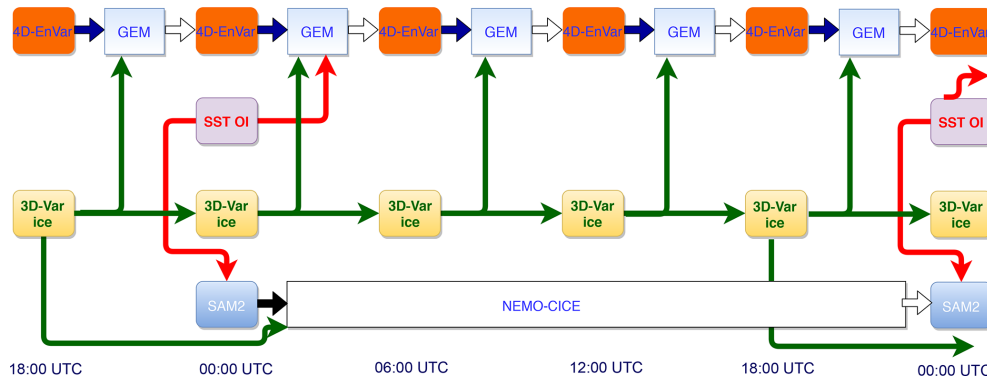 4D-EnVar GEM 4D-EnVar GEM 4D-EnVar GEM 4D-EnVar GEM 4D-EnVar GEM 4D-EnVar
SST OI SST OI
3D-Var 3D-Var 3D-Var 3D-Var 3D-Var 3D-Var
ice ice ice ice ice ice
SAM2 NEMO-CICE SAM2
18:00 UTC 00:00 UTC 06:00 UTC 12:00 UTC 18:00 UTC 00:00 UTC